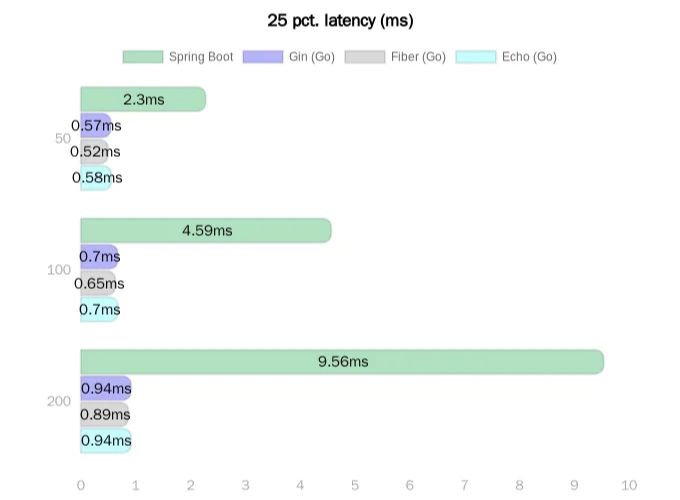 25 pct. latency (ms)
Spring Boot Gin (Go) Fiber (Go) Echo (Go)
2.3ms
0.57ms
50
0.52ms
0.58ms
4.59ms
0.7ms
100
0.65ms
0.7ms
9.56ms
0.94ms
200
0.89ms
0.94ms
0 1 2 3 4 5 6 7 8 9 10